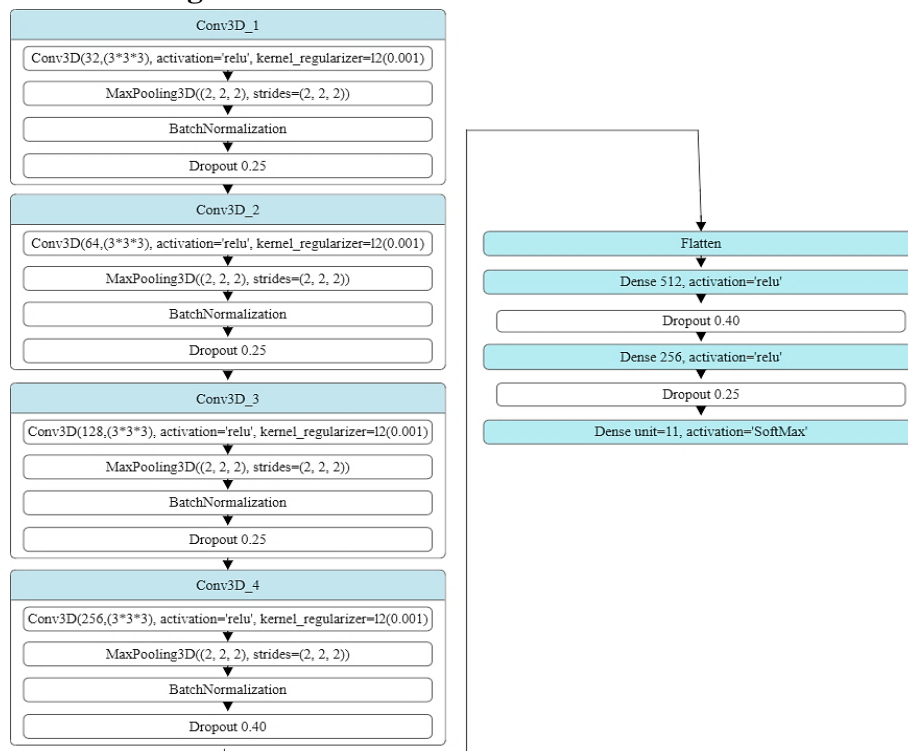 Conv3D_1
Conv3D(32,(3*3*3), activation='relu', kernel_regularizer=l2(0.001)
MaxPooling3D((2, 2, 2), strides=(2, 2, 2))
BatchNormalization
Dropout 0.25
Conv3D_2
Conv3D(64,(3*3*3), activation='relu', kernel_regularizer=l2(0.001)
MaxPooling3D((2, 2, 2), strides=(2, 2, 2))
BatchNormalization
Dropout 0.25
Conv3D_3
Conv3D(128,(3*3*3), activation='relu', kernel_regularizer=l2(0.001)
MaxPooling3D((2, 2, 2), strides=(2, 2, 2))
BatchNormalization
Dropout 0.25
Conv3D_4
Conv3D(256,(3*3*3), activation='relu', kernel_regularizer=l2(0.001)
MaxPooling3D((2, 2, 2), strides=(2, 2, 2))
BatchNormalization
Dropout 0.40
Flatten
Dense 512, activation='relu'
Dropout 0.40
Dense 256, activation='relu'
Dropout 0.25
Dense unit=11, activation='SoftMax'